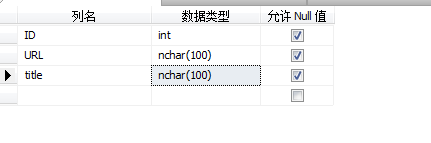 列名 数据类型 允许 Null 值
ID int
URL nchar(100)
title nchar(100)